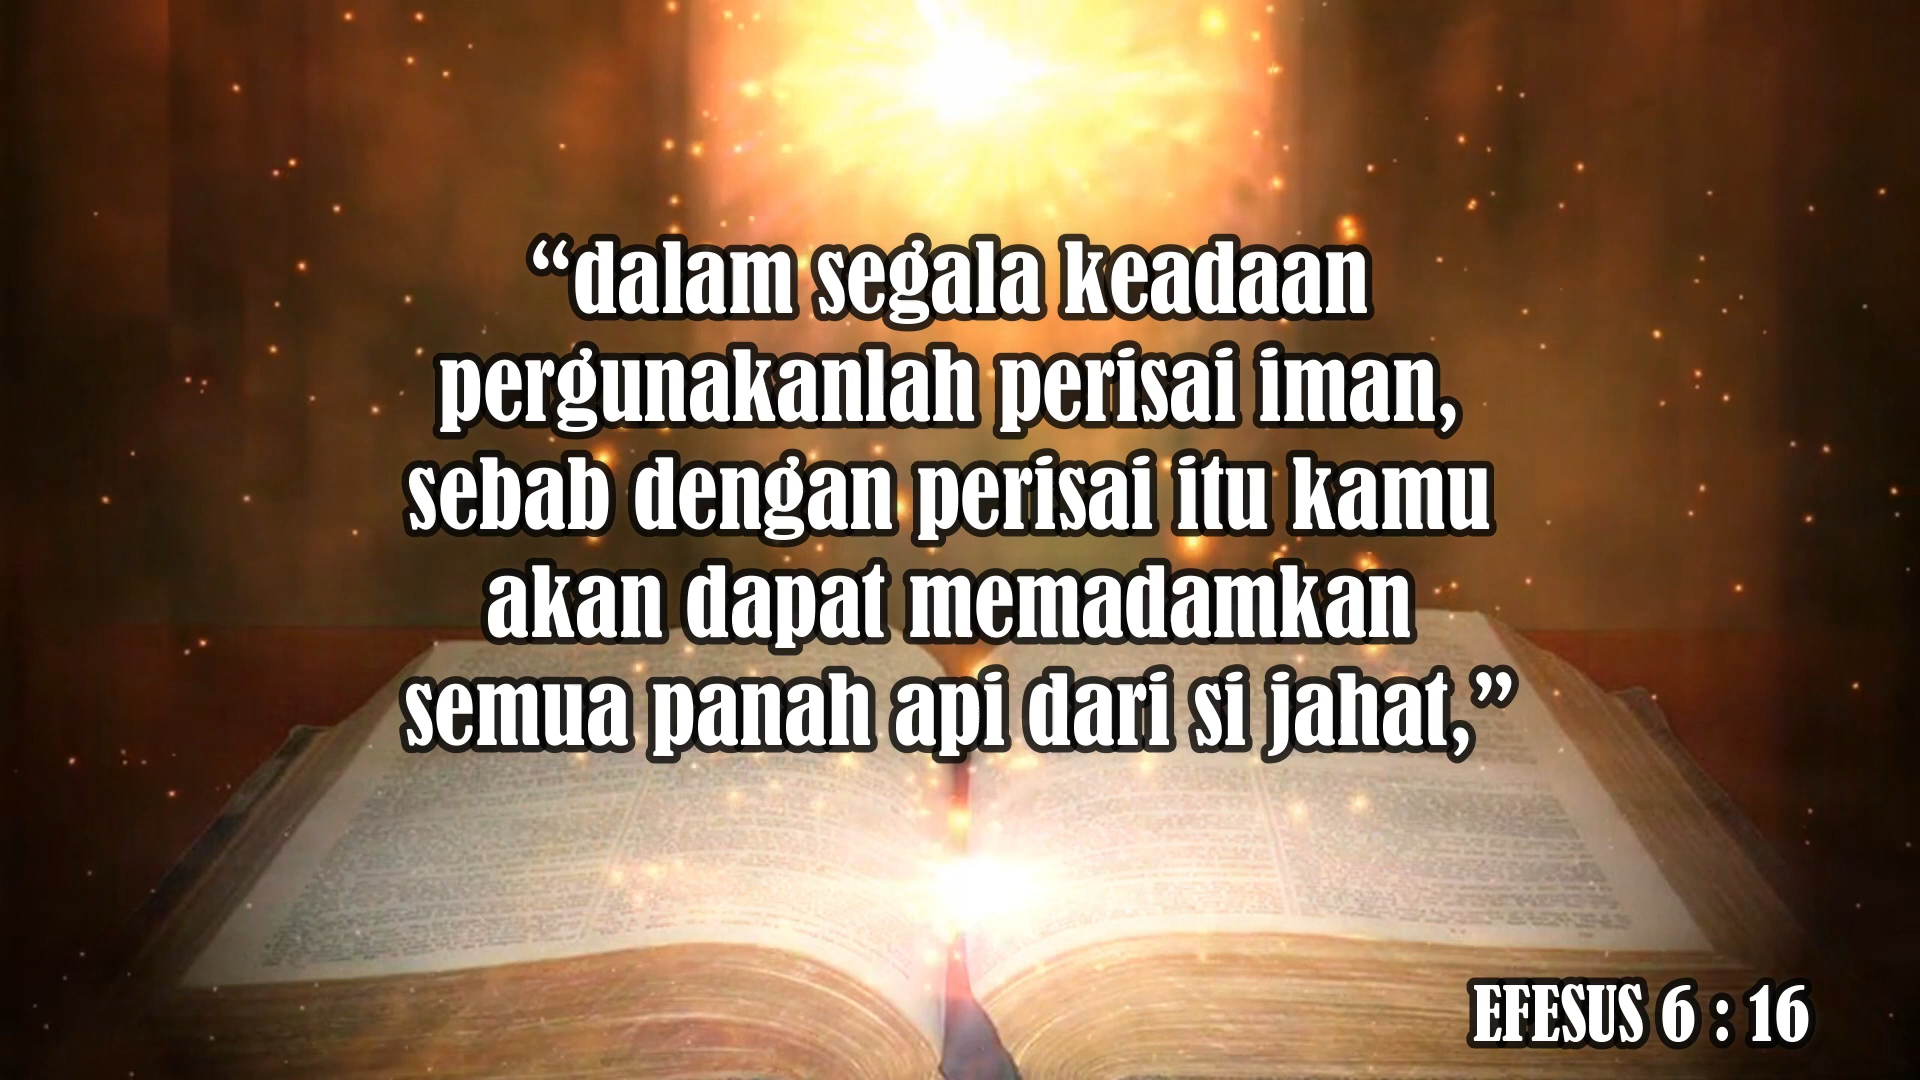 “dalam segala keadaan
pergunakanlah perisai iman,
sebab dengan perisai itu kamu
akan dapat memadamkan
semua panah api dari si jahat,”
EFESUS 6 : 16